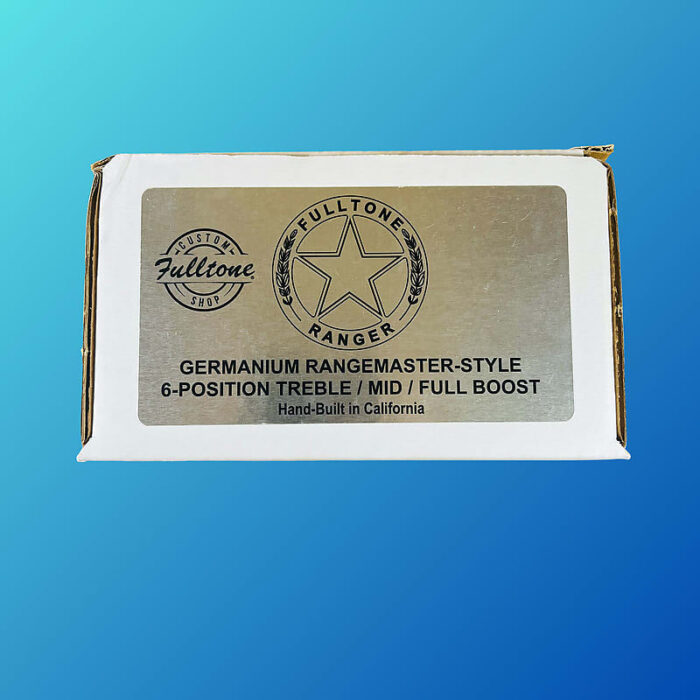 CUSTOM
Fulltone®
SHOP
FULLTONE
RANGER
GERMANIUM RANGEMASTER-STYLE
6-POSITION TREBLE / MID / FULL BOOST
Hand-Built in California